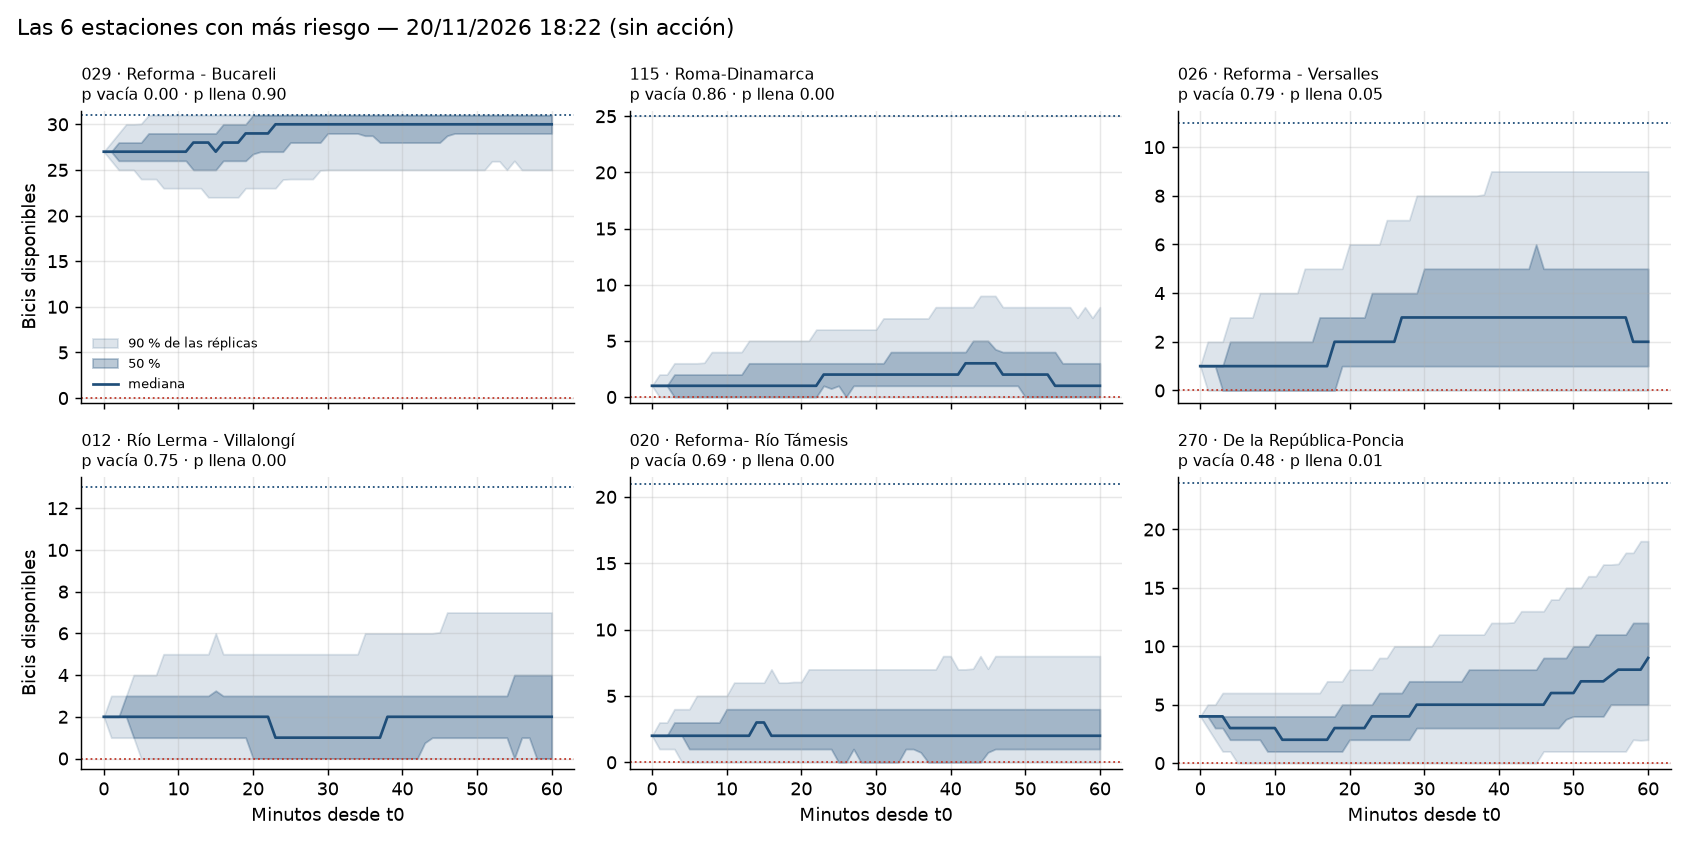 Las 6 estaciones con más riesgo — 20/11/2026 18:22 (sin acción)
029 · Reforma - Bucareli
p vacía 0.00 · p llena 0.90
Bicis disponibles
30
25
20
15
10
5
0
90 % de las réplicas
50 %
mediana
115 · Roma-Dinamarca
p vacía 0.86 · p llena 0.00
25
20
15
10
5
0
026 · Reforma - Versalles
p vacía 0.79 · p llena 0.05
10
8
6
4
2
0
012 · Río Lerma - Villalongí
p vacía 0.75 · p llena 0.00
Bicis disponibles
12
10
8
6
4
2
0
0 10 20 30 40 50 60
Minutos desde t0
020 · Reforma- Río Támesis
p vacía 0.69 · p llena 0.00
20
15
10
5
0
0 10 20 30 40 50 60
Minutos desde t0
270 · De la República-Poncia
p vacía 0.48 · p llena 0.01
20
15
10
5
0
0 10 20 30 40 50 60
Minutos desde t0